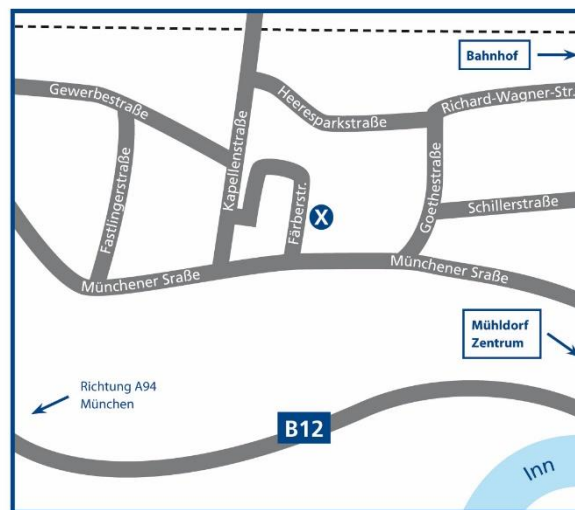 Bahnhof
Gewerbestraße
Heeresparkstraße
Richard-Wagner-Str.
Fastlingerstraße
Kapellenstraße
Färberstr.
X
Goethestraße
Schillerstraße
Münchener Sraße
Münchener Sraße
Mühldorf
Zentrum
Richtung A94
München
B12
Inn